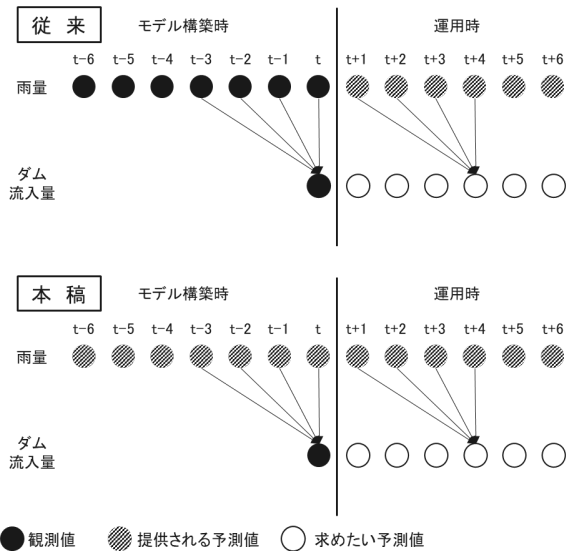 従 来
モデル構築時
運用時
t-6 t-5 t-4 t-3 t-2 t-1 t t+1 t+2 t+3 t+4 t+5 t+6
雨量
ダム
流入量
本 稿
モデル構築時
運用時
t-6 t-5 t-4 t-3 t-2 t-1 t t+1 t+2 t+3 t+4 t+5 t+6
雨量
ダム
流入量
観測値 提供される予測値 求めたい予測値